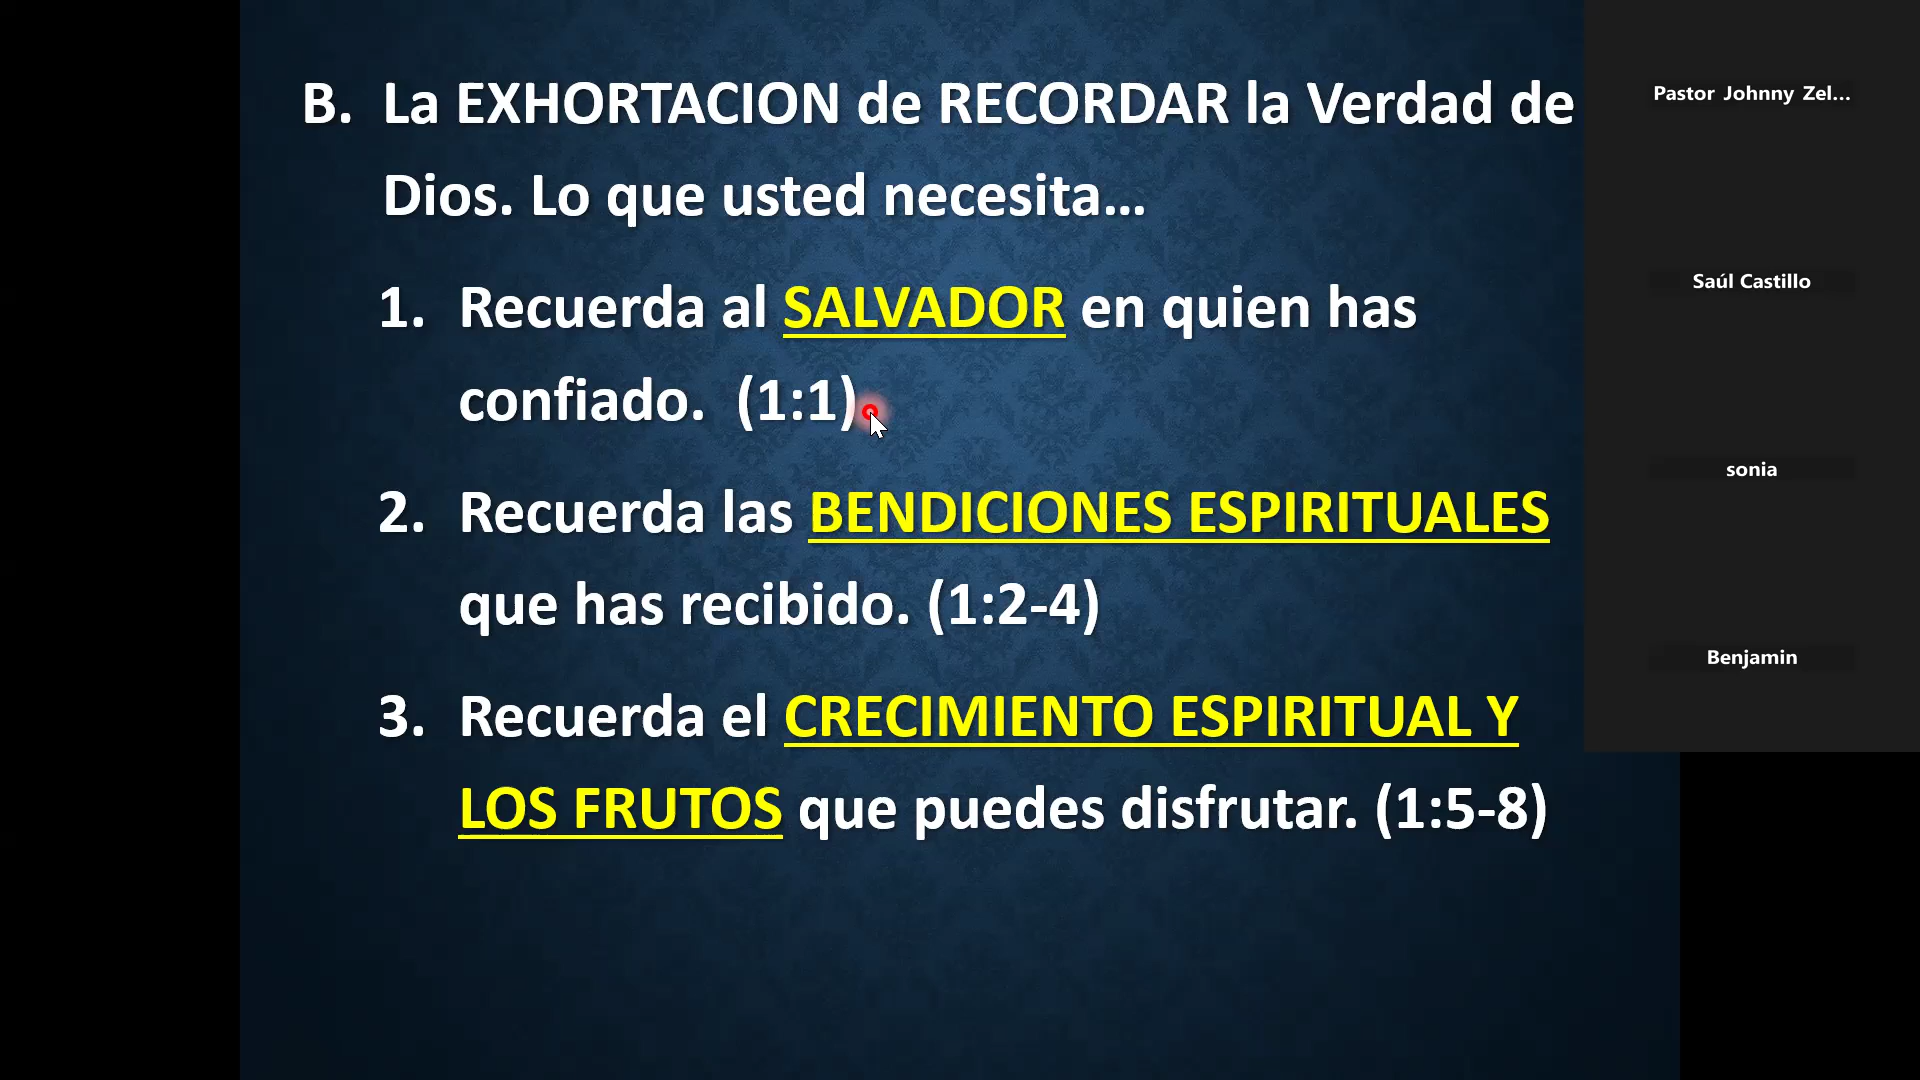 B. La EXHORTACION de RECORDAR la Verdad de
Dios. Lo que usted necesita...
1. Recuerda al SALVADOR en quien has
confiado. (1:1)
2. Recuerda las BENDICIONES ESPIRITUALES
que has recibido. (1:2-4)
3. Recuerda el CRECIMIENTO ESPIRITUAL Y
LOS FRUTOS que puedes disfrutar. (1:5-8)
Pastor Johnny Zel...
Saúl Castillo
sonia
Benjamin